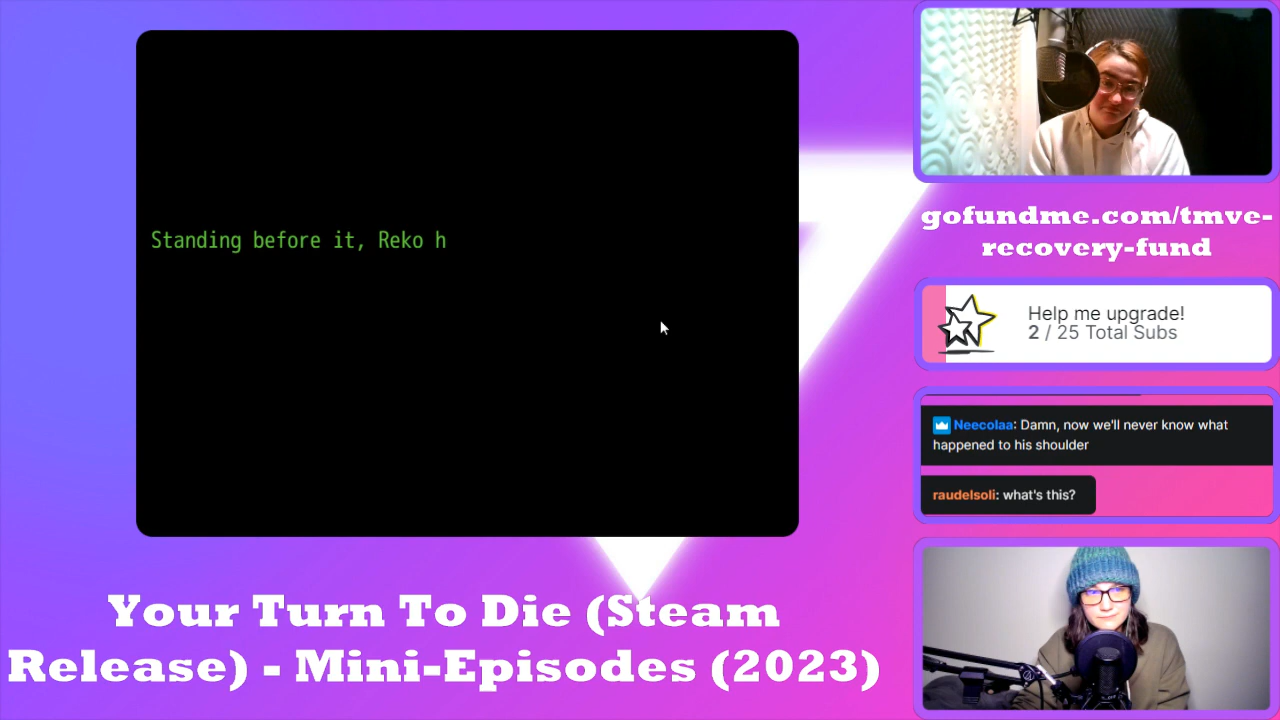 Standing before it, Reko h
gofundme.com/tmve-
recovery-fund
Help me upgrade!
2 / 25 Total Subs
Neecolaa: Damn, now we'll never know what
happened to his shoulder
raudelsoli: what's this?
Your Turn To Die (Steam
Release) - Mini-Episodes (2023)